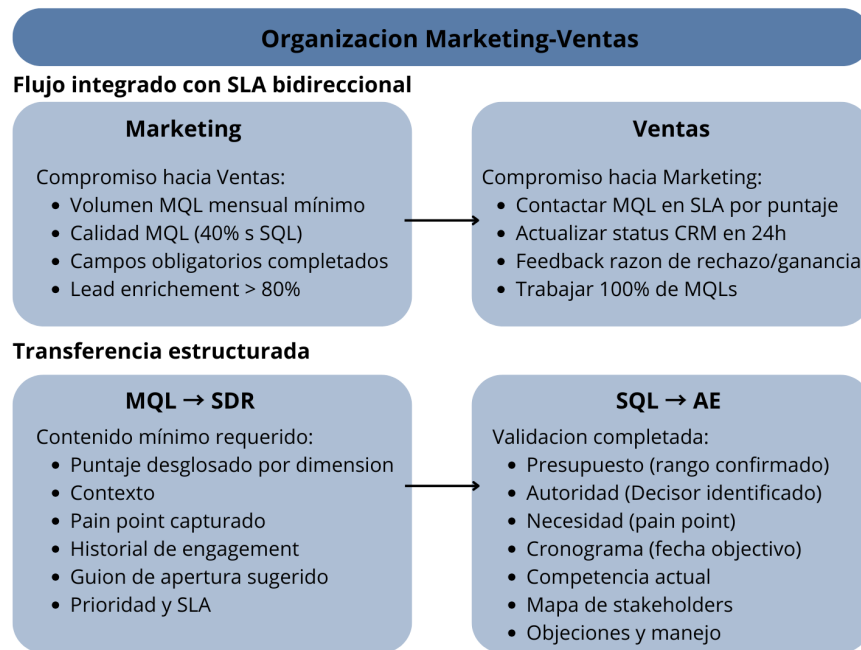 Organizacion Marketing-Ventas
Flujo integrado con SLA bidireccional
Marketing
Compromiso hacia Ventas:
• Volumen MQL mensual mínimo
• Calidad MQL (40% s SQL)
• Campos obligatorios completados
• Lead enrichement > 80%
Ventas
Compromiso hacia Marketing:
• Contactar MQL en SLA por puntaje
• Actualizar status CRM en 24h
• Feedback razon de rechazo/ganancia
• Trabajar 100% de MQLs
Transferencia estructurada
MQL → SDR
Contenido mínimo requerido:
• Puntaje desglosado por dimension
• Contexto
• Pain point capturado
• Historial de engagement
• Guion de apertura sugerido
• Prioridad y SLA
SQL → AE
Validacion completada:
• Presupuesto (rango confirmado)
• Autoridad (Decisor identificado)
• Necesidad (pain point)
• Cronograma (fecha objectivo)
• Competencia actual
• Mapa de stakeholders
• Objeciones y manejo